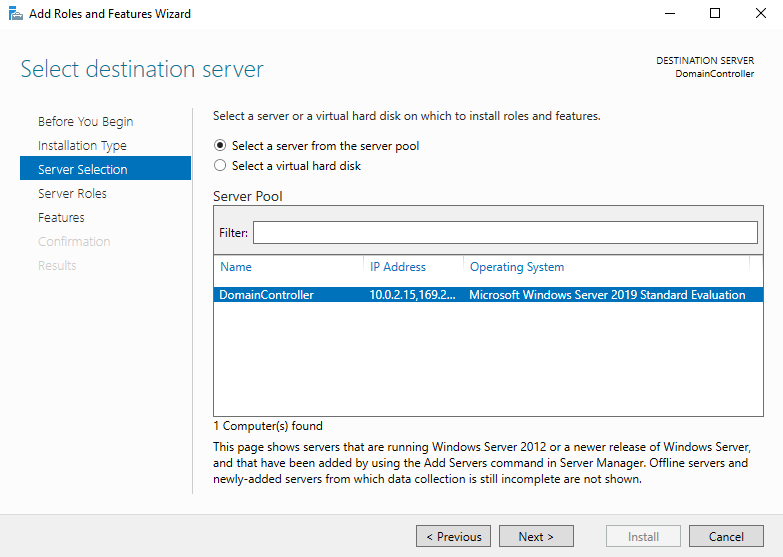 Add Roles and Features Wizard
Select destination server
DESTINATION SERVER
DomainController
Before You Begin
Installation Type
Server Selection
Server Roles
Features
Confirmation
Results
Select a server or a virtual hard disk on which to install roles and features.
Select a server from the server pool
Select a virtual hard disk
Server Pool
Filter:
Name IP Address Operating System
DomainController 10.0.2.15,169.2... Microsoft Windows Server 2019 Standard Evaluation
1 Computer(s) found
This page shows servers that are running Windows Server 2012 or a newer release of Windows Server,
and that have been added by using the Add Servers command in Server Manager. Offline servers and
newly-added servers from which data collection is still incomplete are not shown.
< Previous Next > Install Cancel